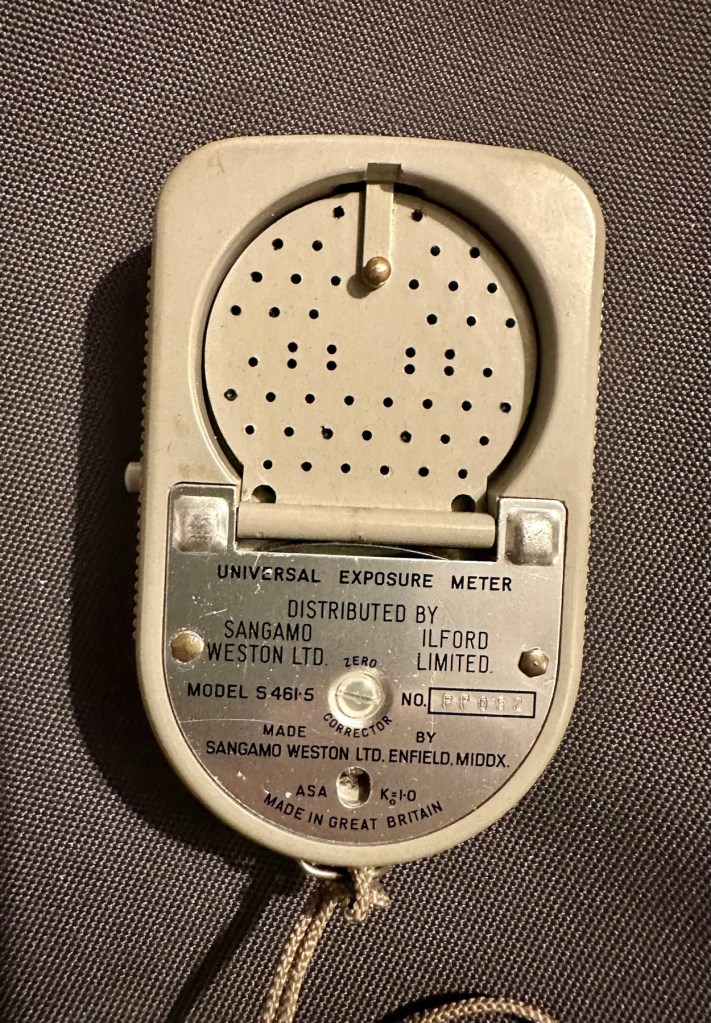 UNIVERSAL EXPOSURE METER
DISTRIBUTED BY
SANGAMO WESTON LTD.
ILFORD LIMITED.
ZERO CORRECTOR
MODEL S461·5
NO.
MADE BY
SANGAMO WESTON LTD. ENFIELD, MIDDX.
ASA K=1·0
MADE IN GREAT BRITAIN